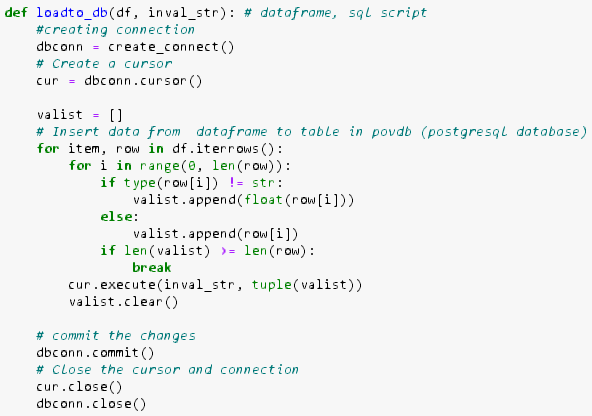 def loadto_db(df, inval_str): # dataframe, sql script
    #creating connection
    dbconn = create_connect()
    # Create a cursor
    cur = dbconn.cursor()

    valist = []
    # Insert data from  dataframe to table in povdb (postgresql database)
    for item, row in df.iterrows():
        for i in range(0, len(row)):
            if type(row[i]) != str:
                valist.append(float(row[i]))
            else:
                valist.append(row[i])
            if len(valist) >= len(row):
                break
        cur.execute(inval_str, tuple(valist))
        valist.clear()

    # commit the changes
    dbconn.commit()
    # Close the cursor and connection
    cur.close()
    dbconn.close()